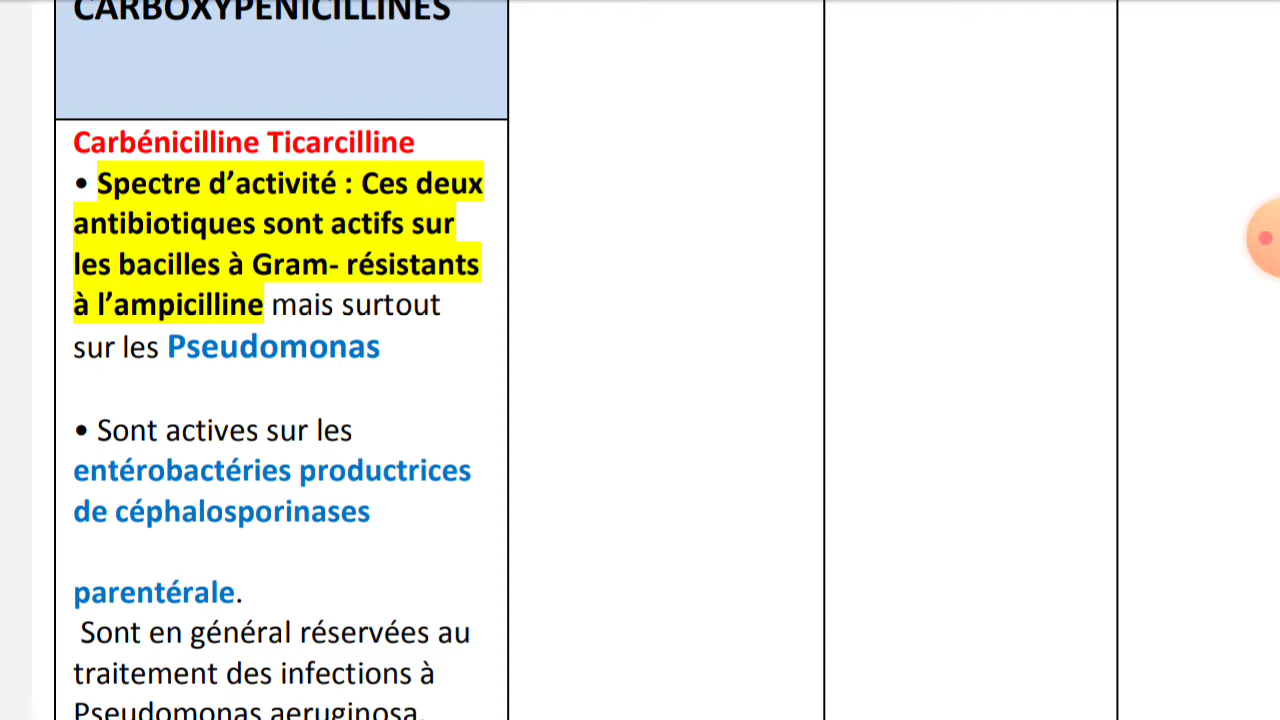 CARBOXYPENICILLINES
Carbénicilline Ticarcilline
• Spectre d’activité : Ces deux
antibiotiques sont actifs sur
les bacilles à Gram- résistants
à l’ampicilline mais surtout
sur les Pseudomonas
• Sont actives sur les
entérobactéries productrices
de céphalosporinases
parentérale.
Sont en général réservées au
traitement des infections à
Pseudomonas aeruginosa.